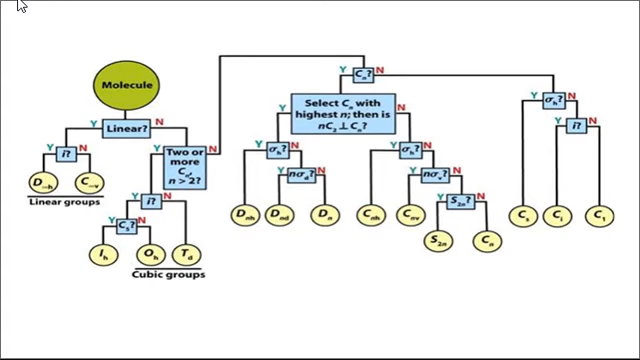 Molecule
Y
N
Linear?
Y
N
i?
D∞h
C∞v
Linear groups
Y
N
Two or
more
Cn,
n > 2?
Y
N
i?
Y
N
C5?
Ih
Oh
Td
Cubic groups
Y
N
Cn?
Y
N
Select Cn with
highest n; then is
nC2 ⊥ Cn?
Y
N
σh?
Y
N
nσd?
Dnh
Dnd
Dn
Y
N
σh?
Y
N
nσv?
Y
N
S2n?
Cnh
Cnv
S2n
Cn
Y
N
σh?
Y
N
i?
Cs
Ci
C1